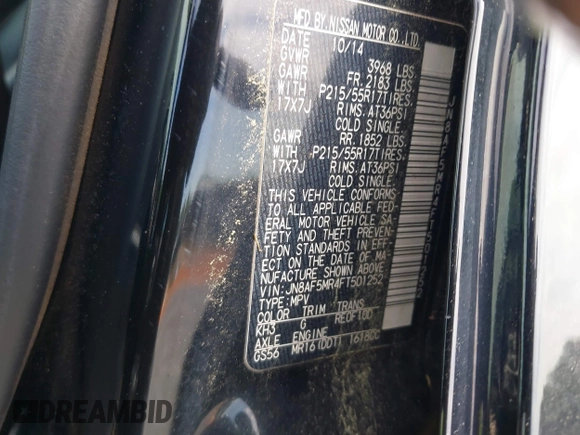 MFD.BY.NISSAN MOTOR CO.,LTD.
DATE 10/14
GVWR 3968 LBS.
GAWR FR.2183 LBS.
WITH P215/55R17TIRES.
17X7J RIMS.AT36PSI
COLD SINGLE.
GAWR RR.1852 LBS.
WITH P215/55R17TIRES.
17X7J RIMS.AT36PSI
COLD SINGLE.
THIS VEHICLE CONFORMS
TO ALL APPLICABLE FED-
ERAL MOTOR VEHICLE SA-
FETY AND THEFT PREVEN-
TION STANDARDS IN EFF-
ECT ON THE DATE OF MA-
NUFACTURE SHOWN ABOVE
VIN:JN8AF5MR4FT501252
TYPE:MPV
COLOR TRIM TRANS
KH3 G RE0F10D
AXLE ENGINE
GS56 MR16(DDT) 1618CC
DREAMBID